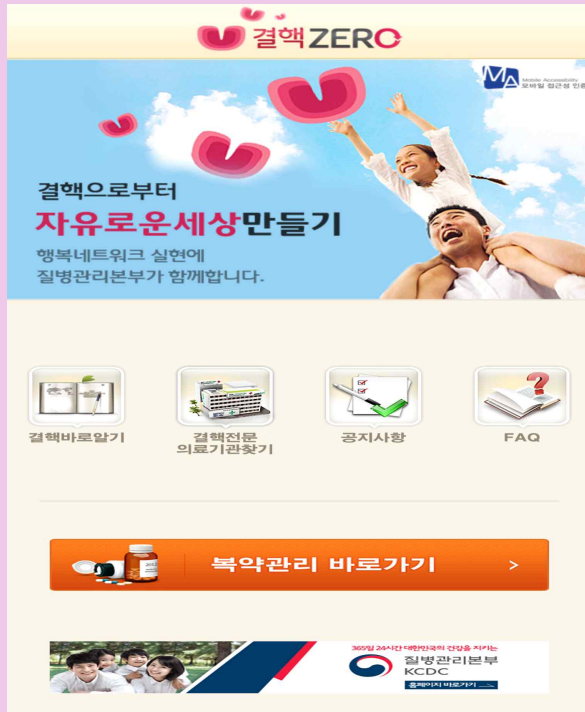 결핵 ZERO
MA Mobile Accessibility
모바일 접근성 인증
결핵으로부터
자유로운세상만들기
행복네트워크 실현에
질병관리본부가 함께합니다.
결핵바로알기
결핵전문
의료기관찾기
공지사항
FAQ
복약관리 바로가기 >
365일 24시간 대한민국의 건강을 지키는
질병관리본부
KCDC
홈페이지 바로가기